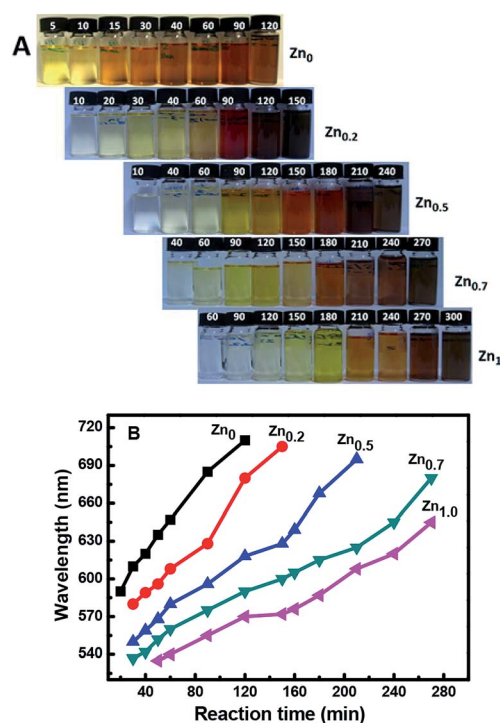 A
5 10 15 30 40 60 90 120
Zn0
10 20 30 40 60 90 120 150
Zn0.2
10 40 60 90 120 150 180 210 240
Zn0.5
40 60 90 120 150 180 210 240 270
Zn0.7
60 90 120 150 180 210 240 270 300
Zn1
B
Zn0
Zn0.2
Zn0.5
Zn0.7
Zn1.0
720
690
660
630
600
570
540
Wavelength (nm)
40 80 120 160 200 240 280
Reaction time (min)